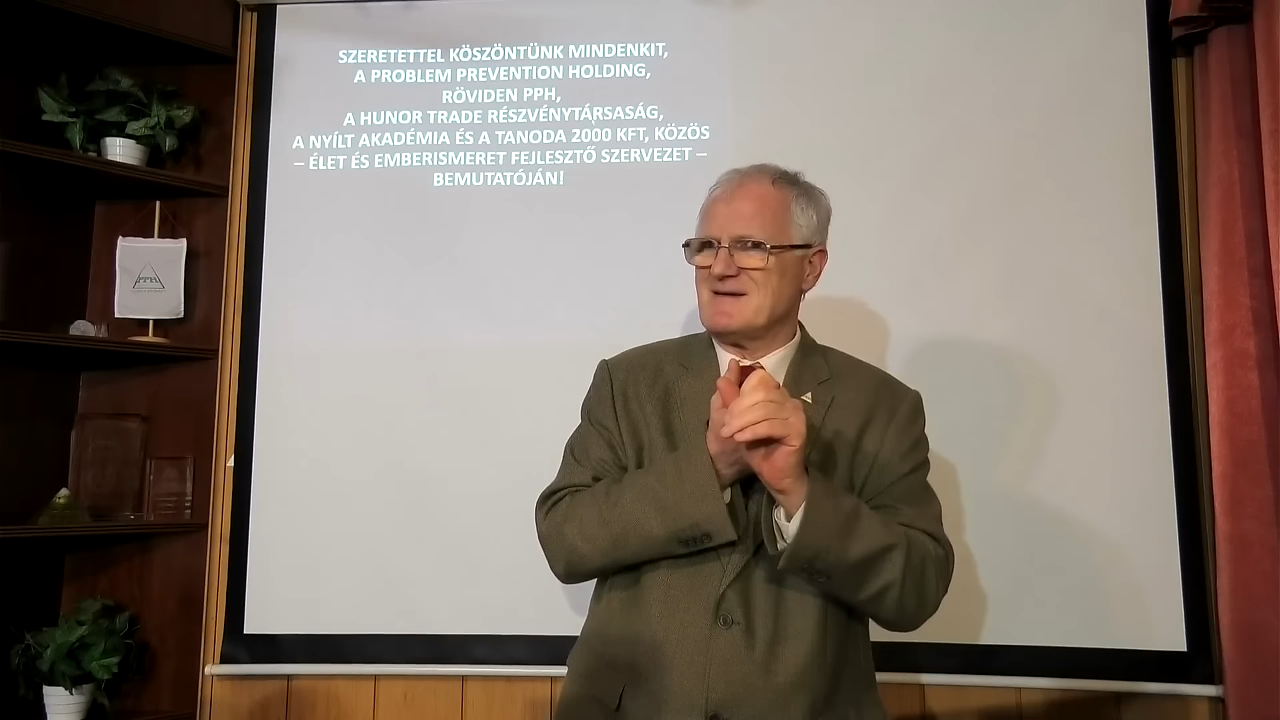 SZERETETTEL KÖSZÖNTÜNK MINDENKIT,
A PROBLEM PREVENTION HOLDING,
RÖVIDEN PPH,
A HUNOR TRADE RÉSZVÉNYTÁRSASÁG,
A NYÍLT AKADÉMIA ÉS A TANODA 2000 KFT, KÖZÖS
– ÉLET ÉS EMBERISMERET FEJLESZTŐ SZERVEZET –
BEMUTATÓJÁN!